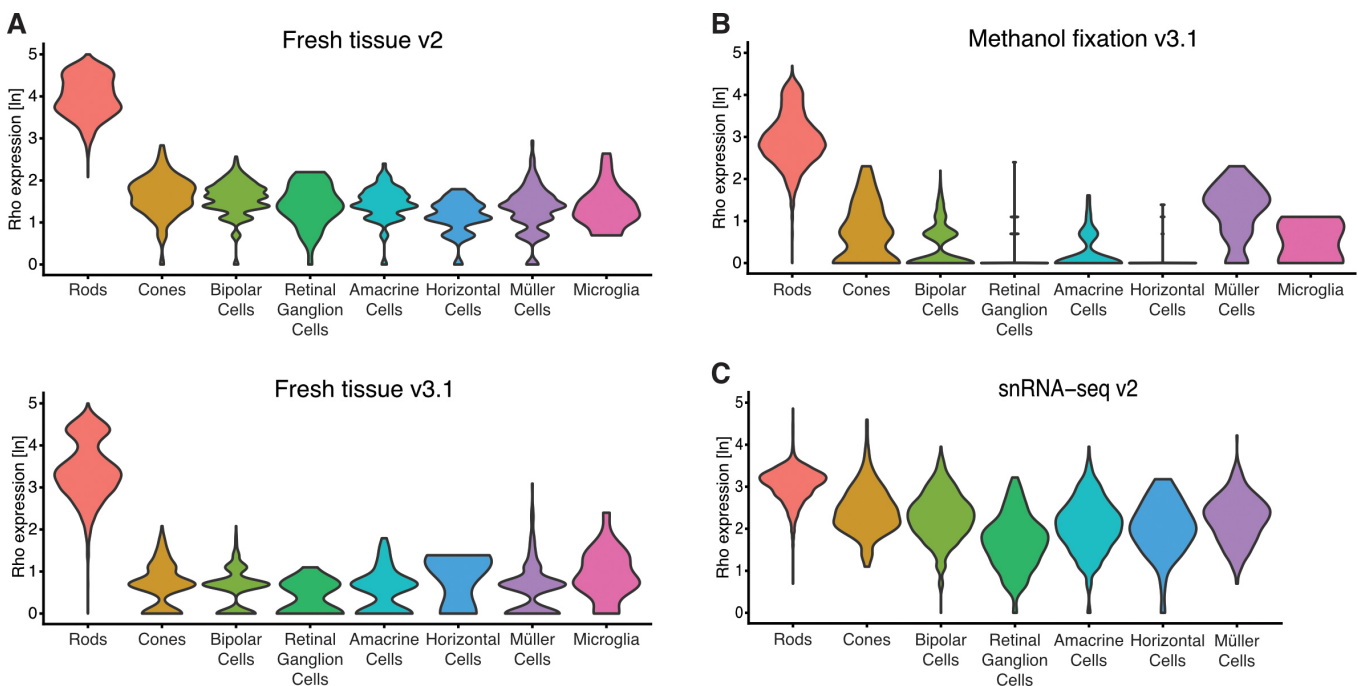 A
Fresh tissue v2
Rho expression [ln]
5
4
3
2
1
0
Rods
Cones
Bipolar
Cells
Retinal
Ganglion
Cells
Amacrine
Cells
Horizontal
Cells
Müller
Cells
Microglia
Fresh tissue v3.1
Rho expression [ln]
5
4
3
2
1
0
Rods
Cones
Bipolar
Cells
Retinal
Ganglion
Cells
Amacrine
Cells
Horizontal
Cells
Müller
Cells
Microglia
B
Methanol fixation v3.1
Rho expression [ln]
5
4
3
2
1
0
Rods
Cones
Bipolar
Cells
Retinal
Ganglion
Cells
Amacrine
Cells
Horizontal
Cells
Müller
Cells
Microglia
C
snRNA−seq v2
Rho expression [ln]
5
4
3
2
1
0
Rods
Cones
Bipolar
Cells
Retinal
Ganglion
Cells
Amacrine
Cells
Horizontal
Cells
Müller
Cells